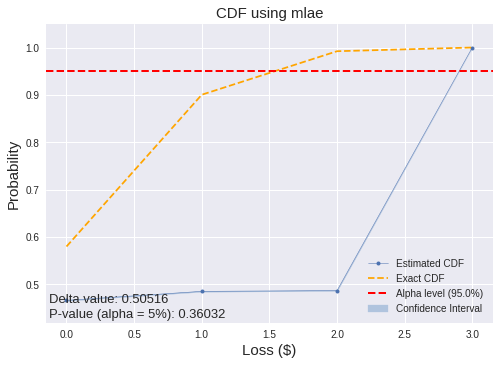 CDF using mlae
Probability
1.0
0.9
0.8
0.7
0.6
0.5
Estimated CDF
Exact CDF
Alpha level (95.0%)
Confidence Interval
Delta value: 0.50516
P-value (alpha = 5%): 0.36032
0.0 0.5 1.0 1.5 2.0 2.5 3.0
Loss ($)